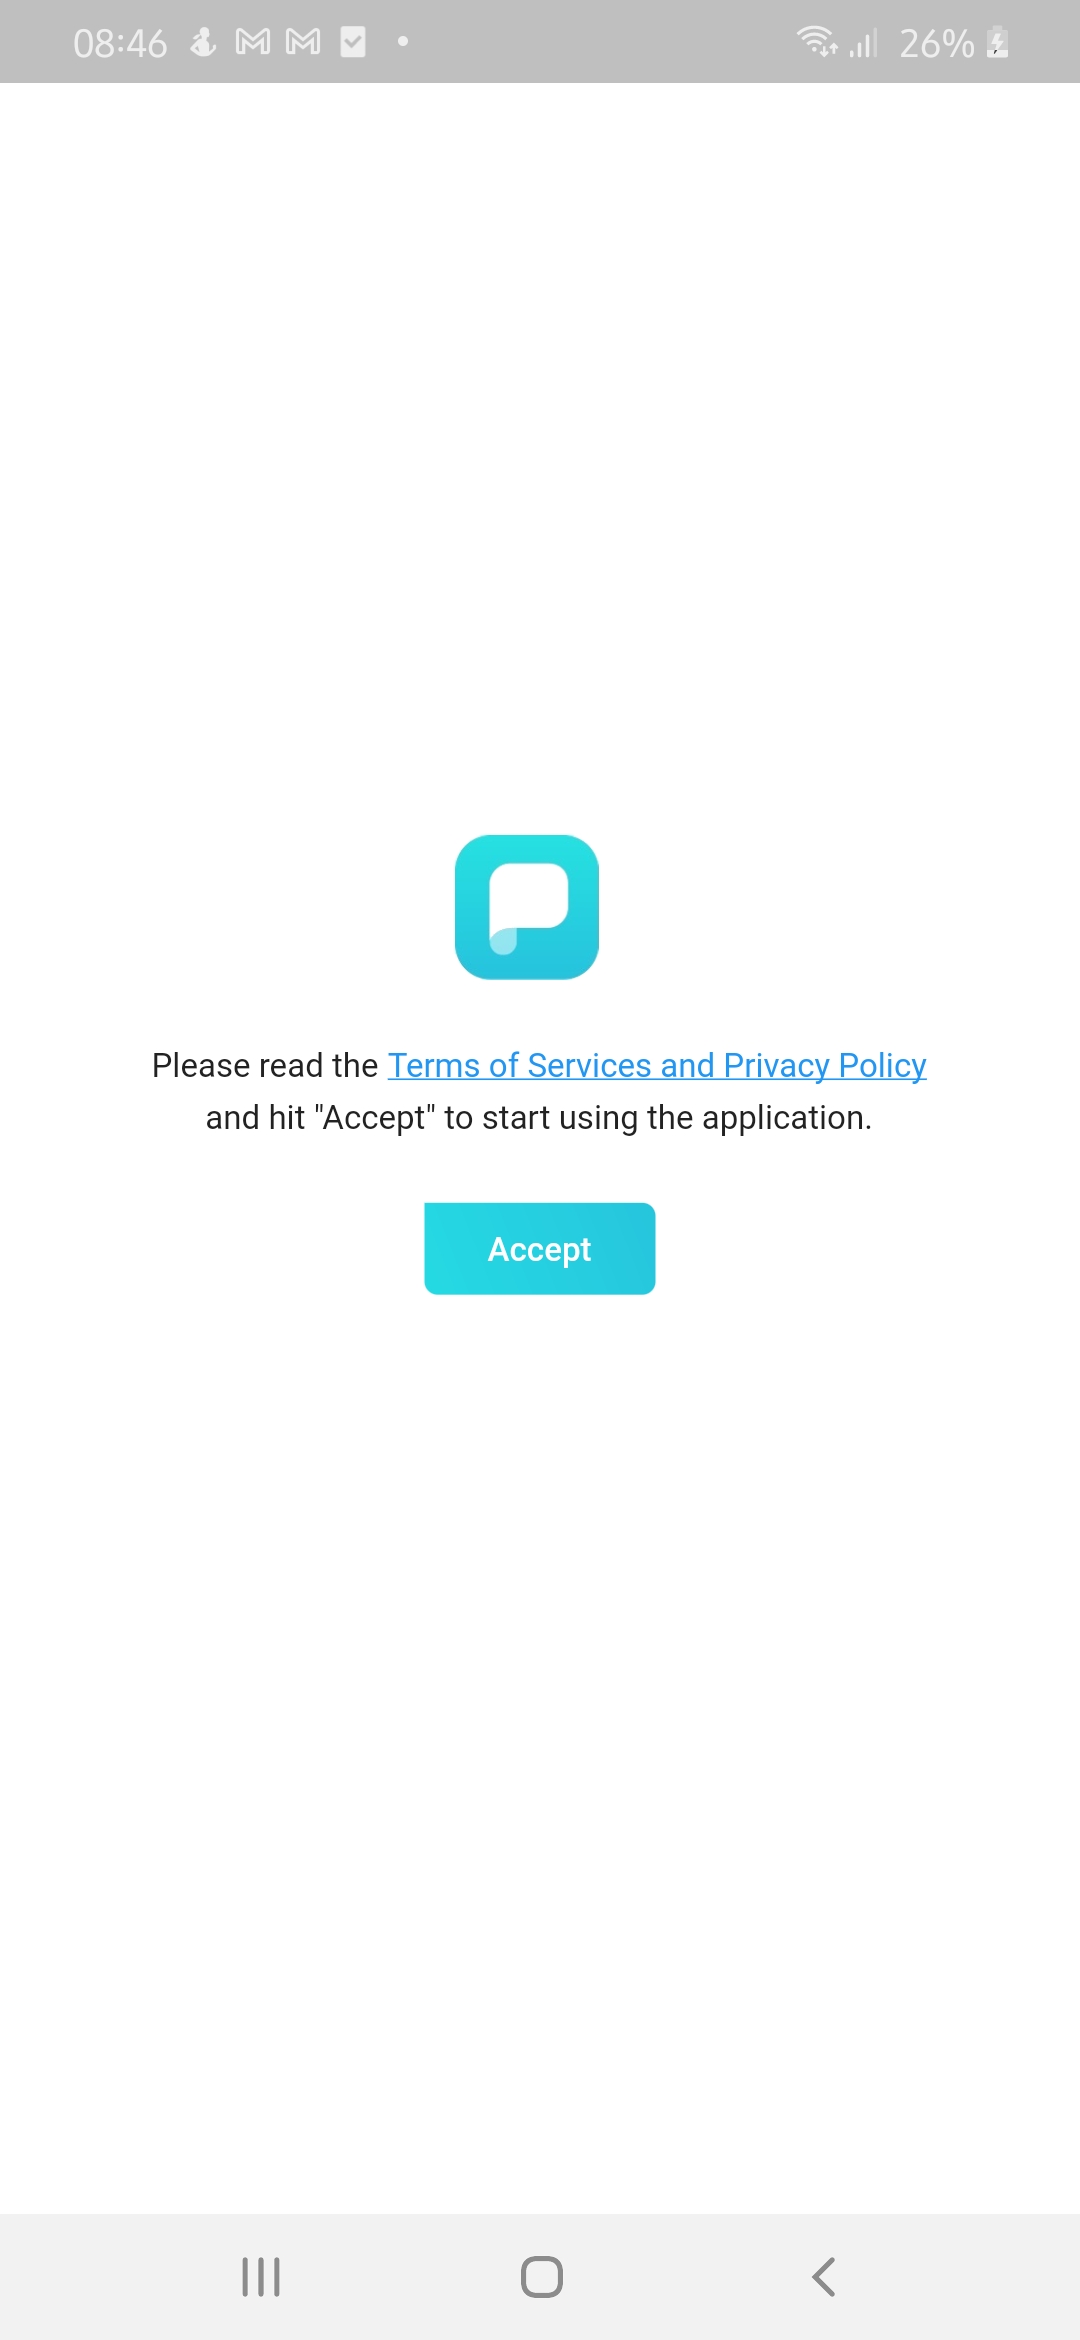 08:46 26%
Please read the Terms of Services and Privacy Policy
and hit "Accept" to start using the application.
Accept